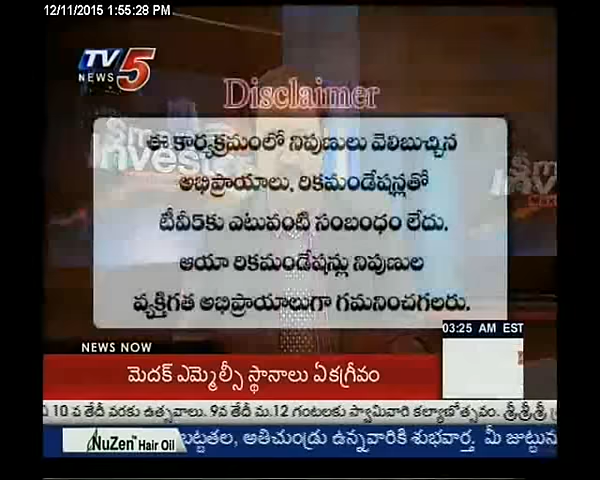 12/11/2015 1:55:28 PM
TV5
NEWS
Disclaimer
ఈ కార్యక్రమంలో నిపుణులు వెలిబుచ్చిన
అభిప్రాయాలు, రికమండేషన్లతో
టీవీ5కు ఎటువంటి సంబంధం లేదు.
ఆయా రికమండేషన్లు నిపుణుల
వ్యక్తిగత అభిప్రాయాలుగా గమనించగలరు.
03:25 AM EST
NEWS NOW
మెదక్ ఎమ్మెల్సీ స్థానాలు ఏకగ్రీవం
10 వ తేదీ వరకు ఉత్సవాలు. 9న తేదీ మ.12 గంటలకు స్వామివారి కల్యాణోత్సవం. శ్రీశ్రీశ్రీ
NuZen Hair Oil బట్టతల, అతిచుండ్రు ఉన్నవారికి శుభవార్త. మీ జుట్టును